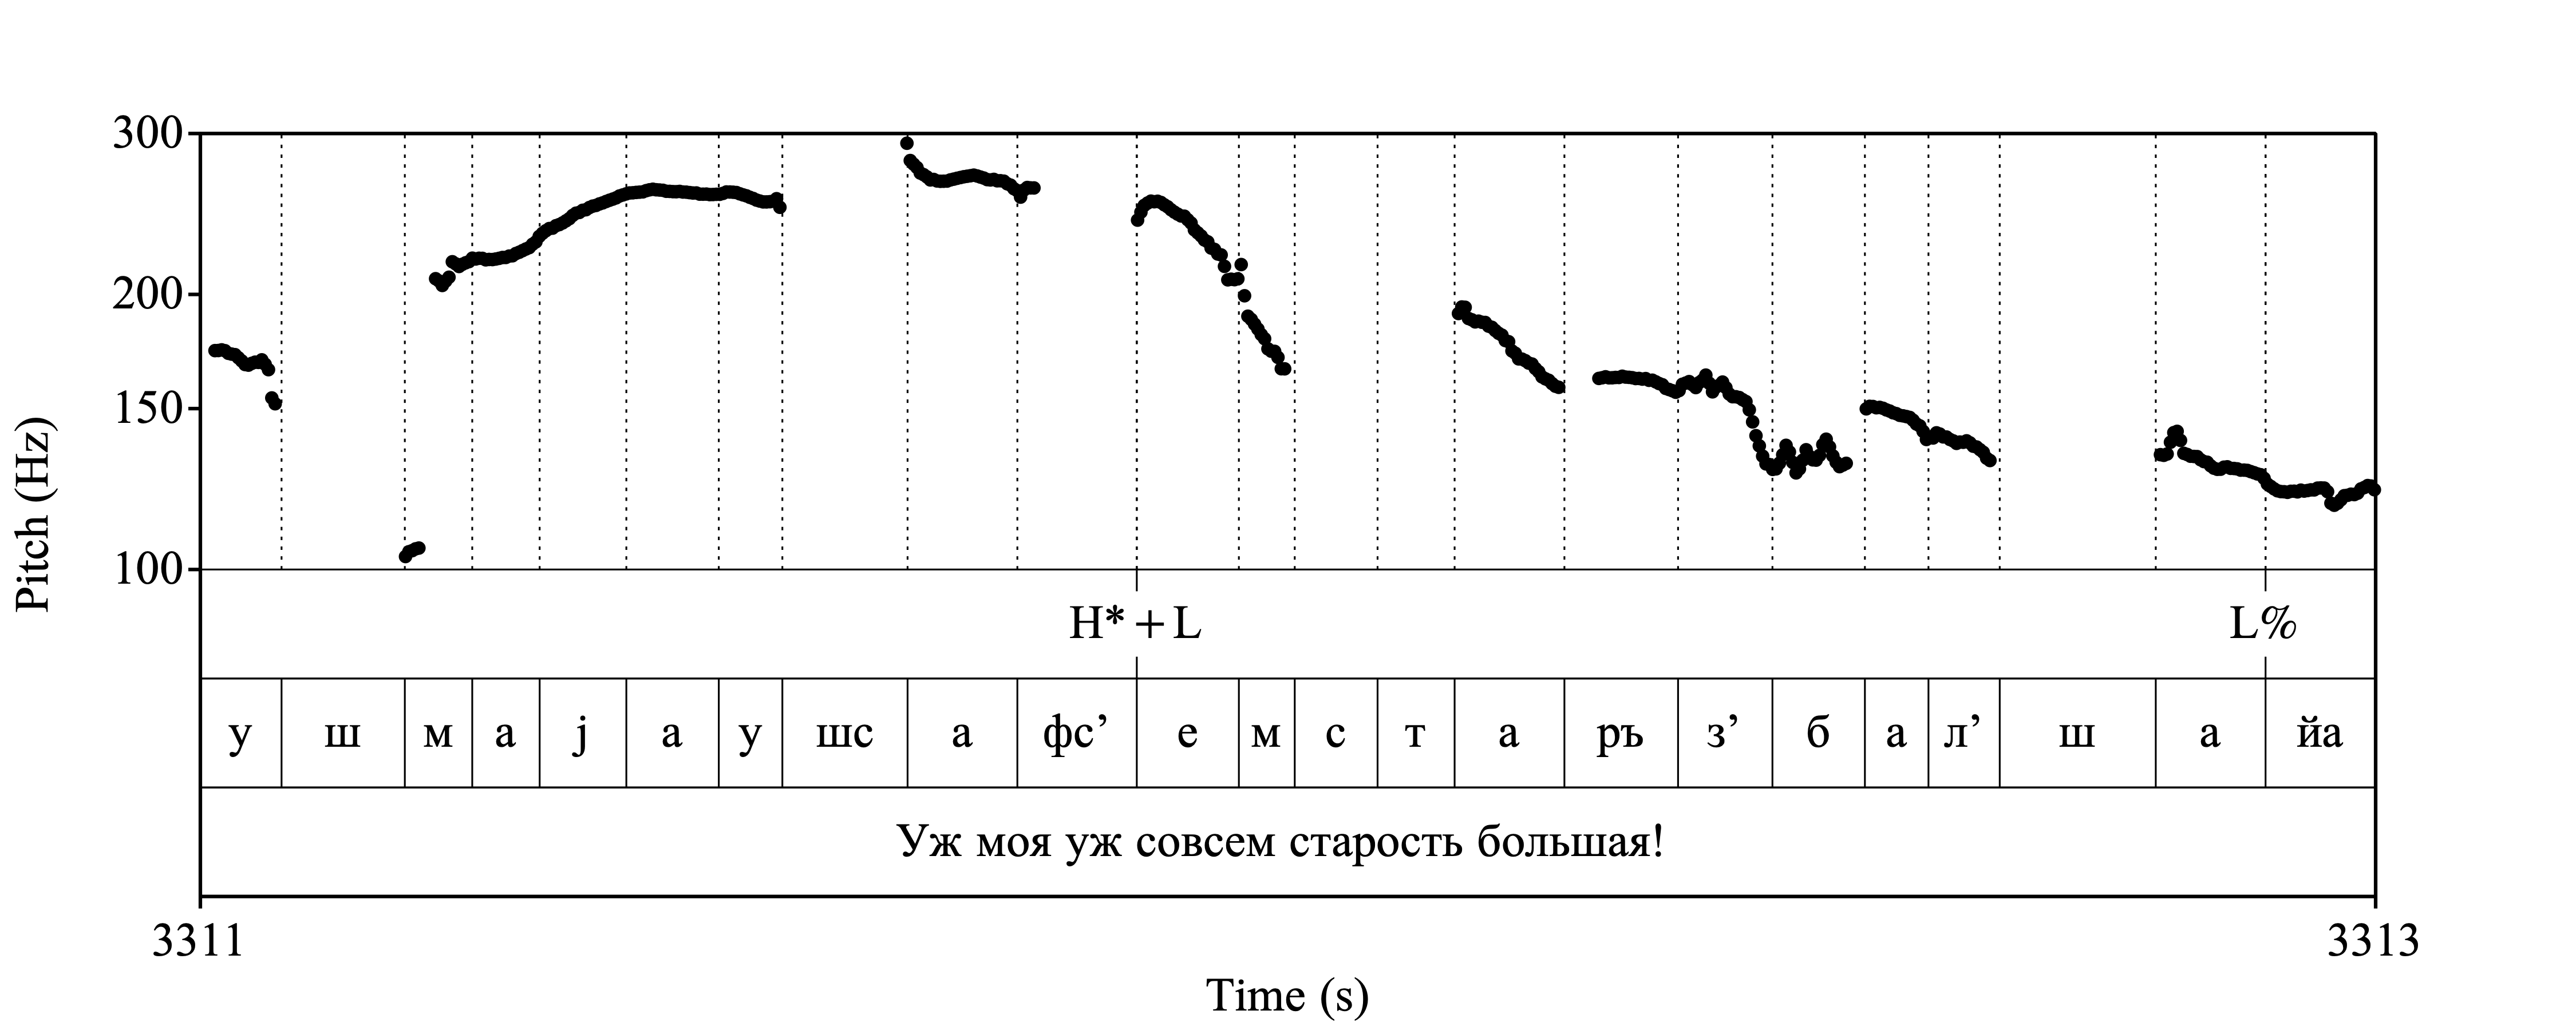 300
200
150
100
Pitch (Hz)
H* + L L%
у ш м а j а у шс а фс’ е м с т а ръ з’ б а л’ ш а йа
Уж моя уж совсем старость большая!
3311 3313
Time (s)